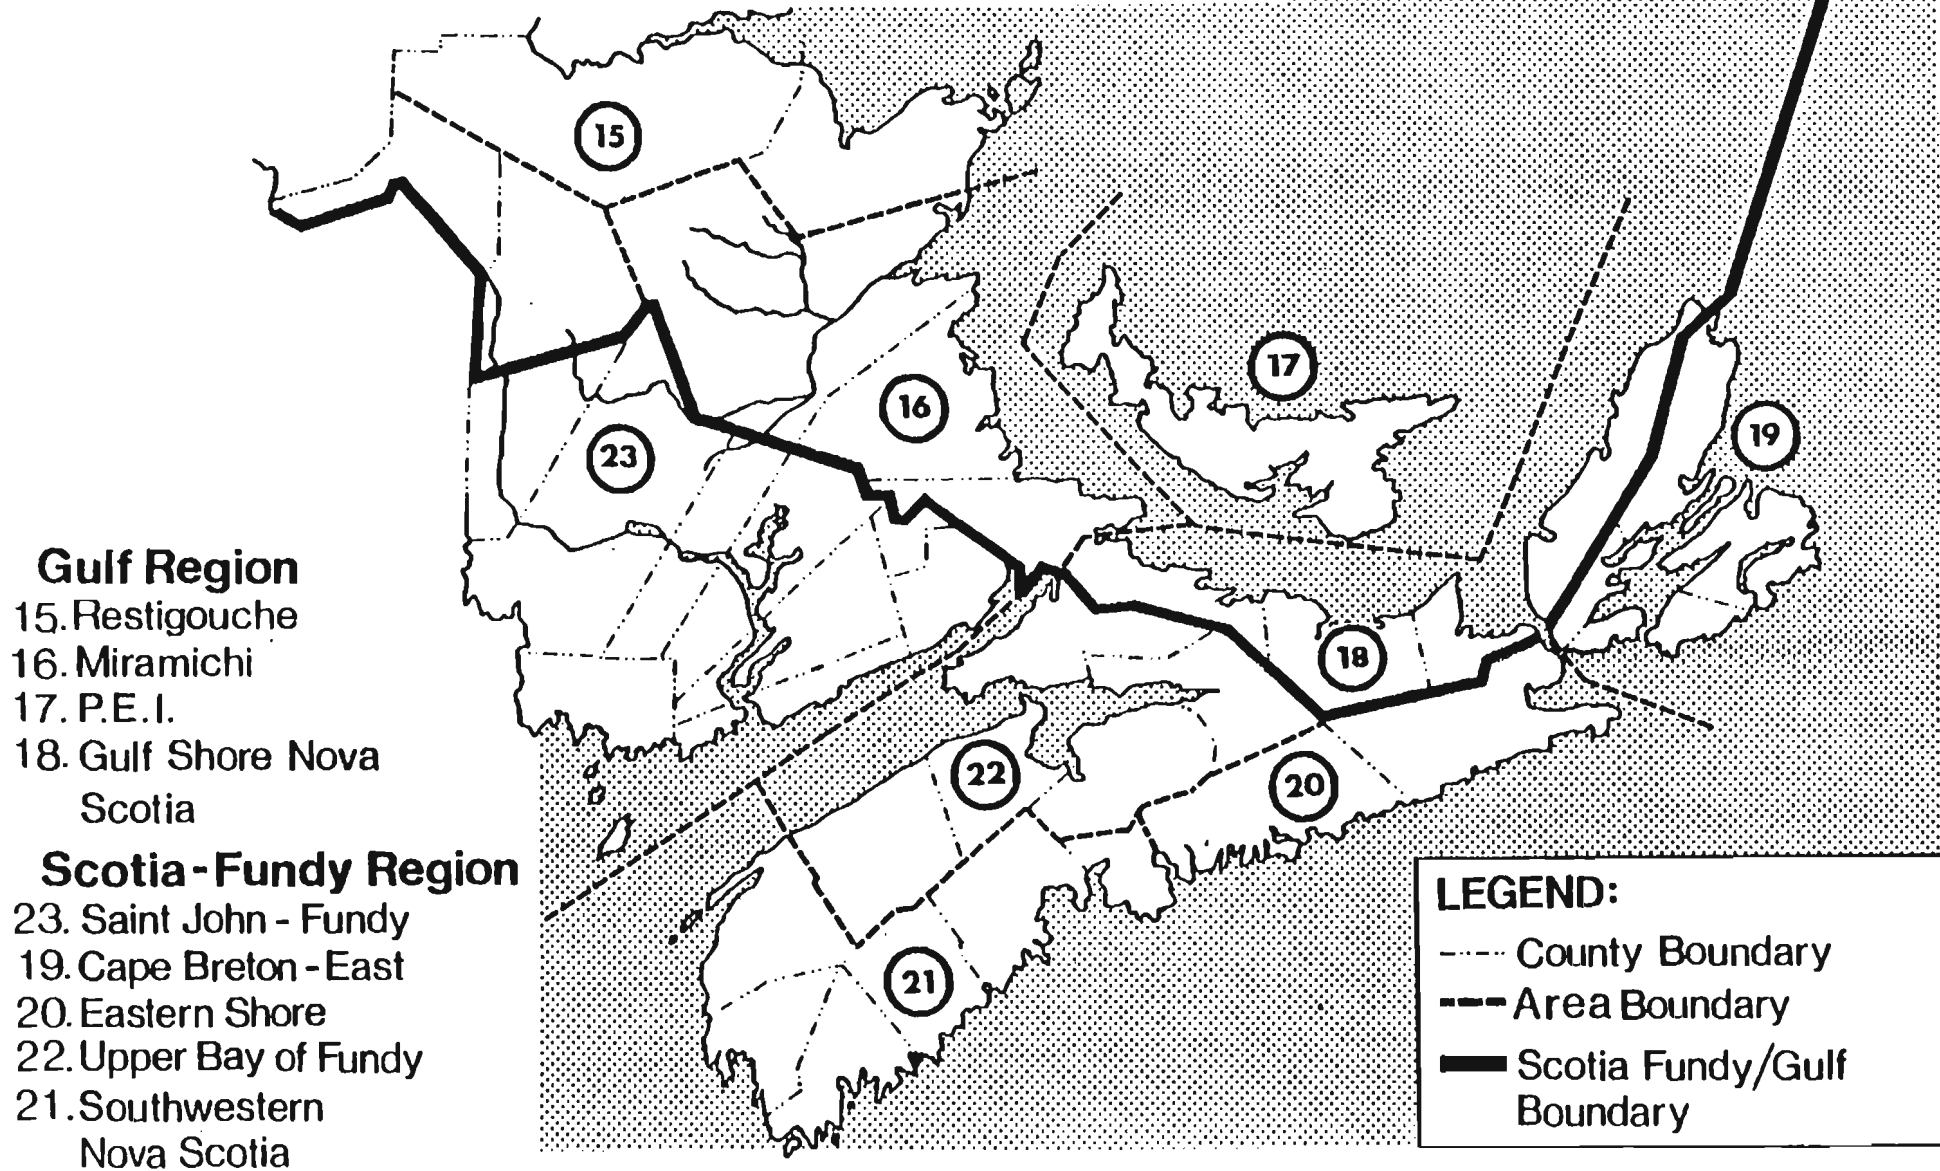 15
17
16
19
23
18
22
20
21
Gulf Region
15. Restigouche
16. Miramichi
17. P.E.I.
18. Gulf Shore Nova
Scotia
Scotia-Fundy Region
23. Saint John - Fundy
19. Cape Breton - East
20. Eastern Shore
22. Upper Bay of Fundy
21. Southwestern
Nova Scotia
LEGEND:
County Boundary
Area Boundary
Scotia Fundy/Gulf
Boundary